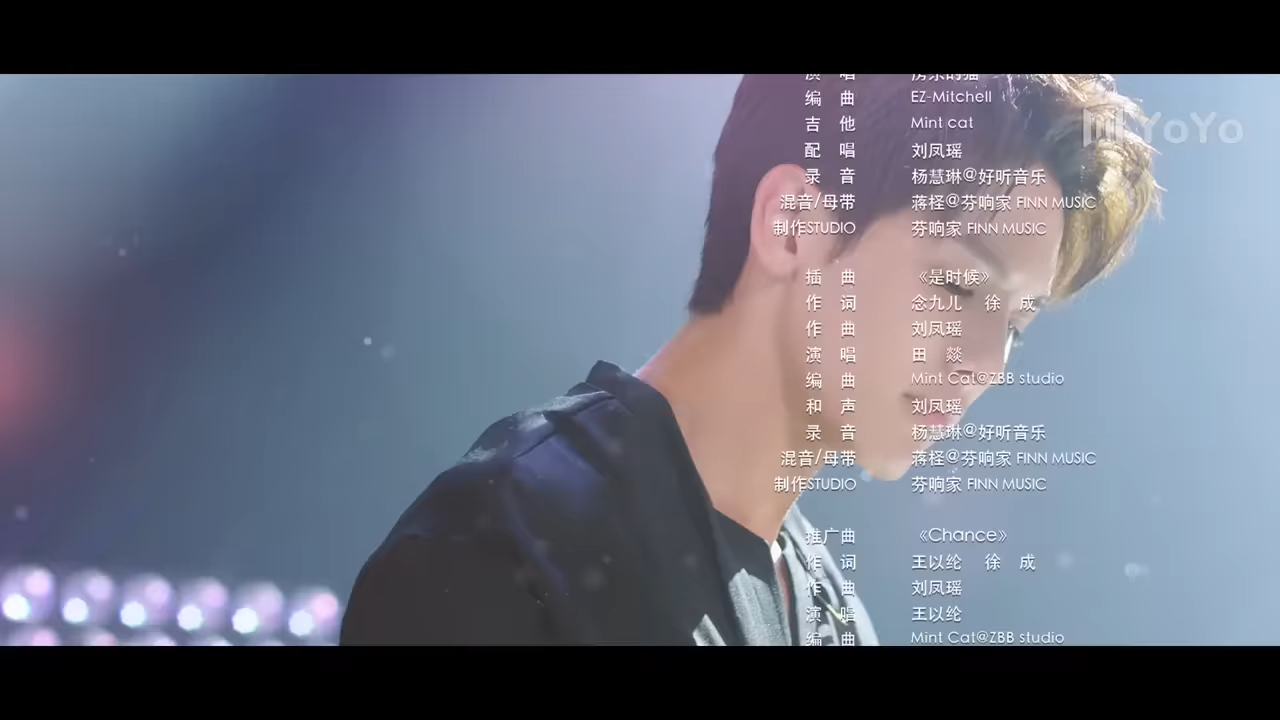 YoYo
编 曲 EZ-Mitchell
吉 他 Mint cat
配 唱 刘凤瑶
录 音 杨慧琳@好听音乐
混音/母带 蒋柽@芬响家 FINN MUSIC
制作STUDIO 芬响家 FINN MUSIC
插 曲 《是时候》
作 词 念九儿 徐 成
作 曲 刘凤瑶
演 唱 田 燚
编 曲 Mint Cat@ZBB studio
和 声 刘凤瑶
录 音 杨慧琳@好听音乐
混音/母带 蒋柽@芬响家 FINN MUSIC
制作STUDIO 芬响家 FINN MUSIC
推广曲 《Chance》
作 词 王以纶 徐 成
作 曲 刘凤瑶
演 唱 王以纶
编 曲 Mint Cat@ZBB studio